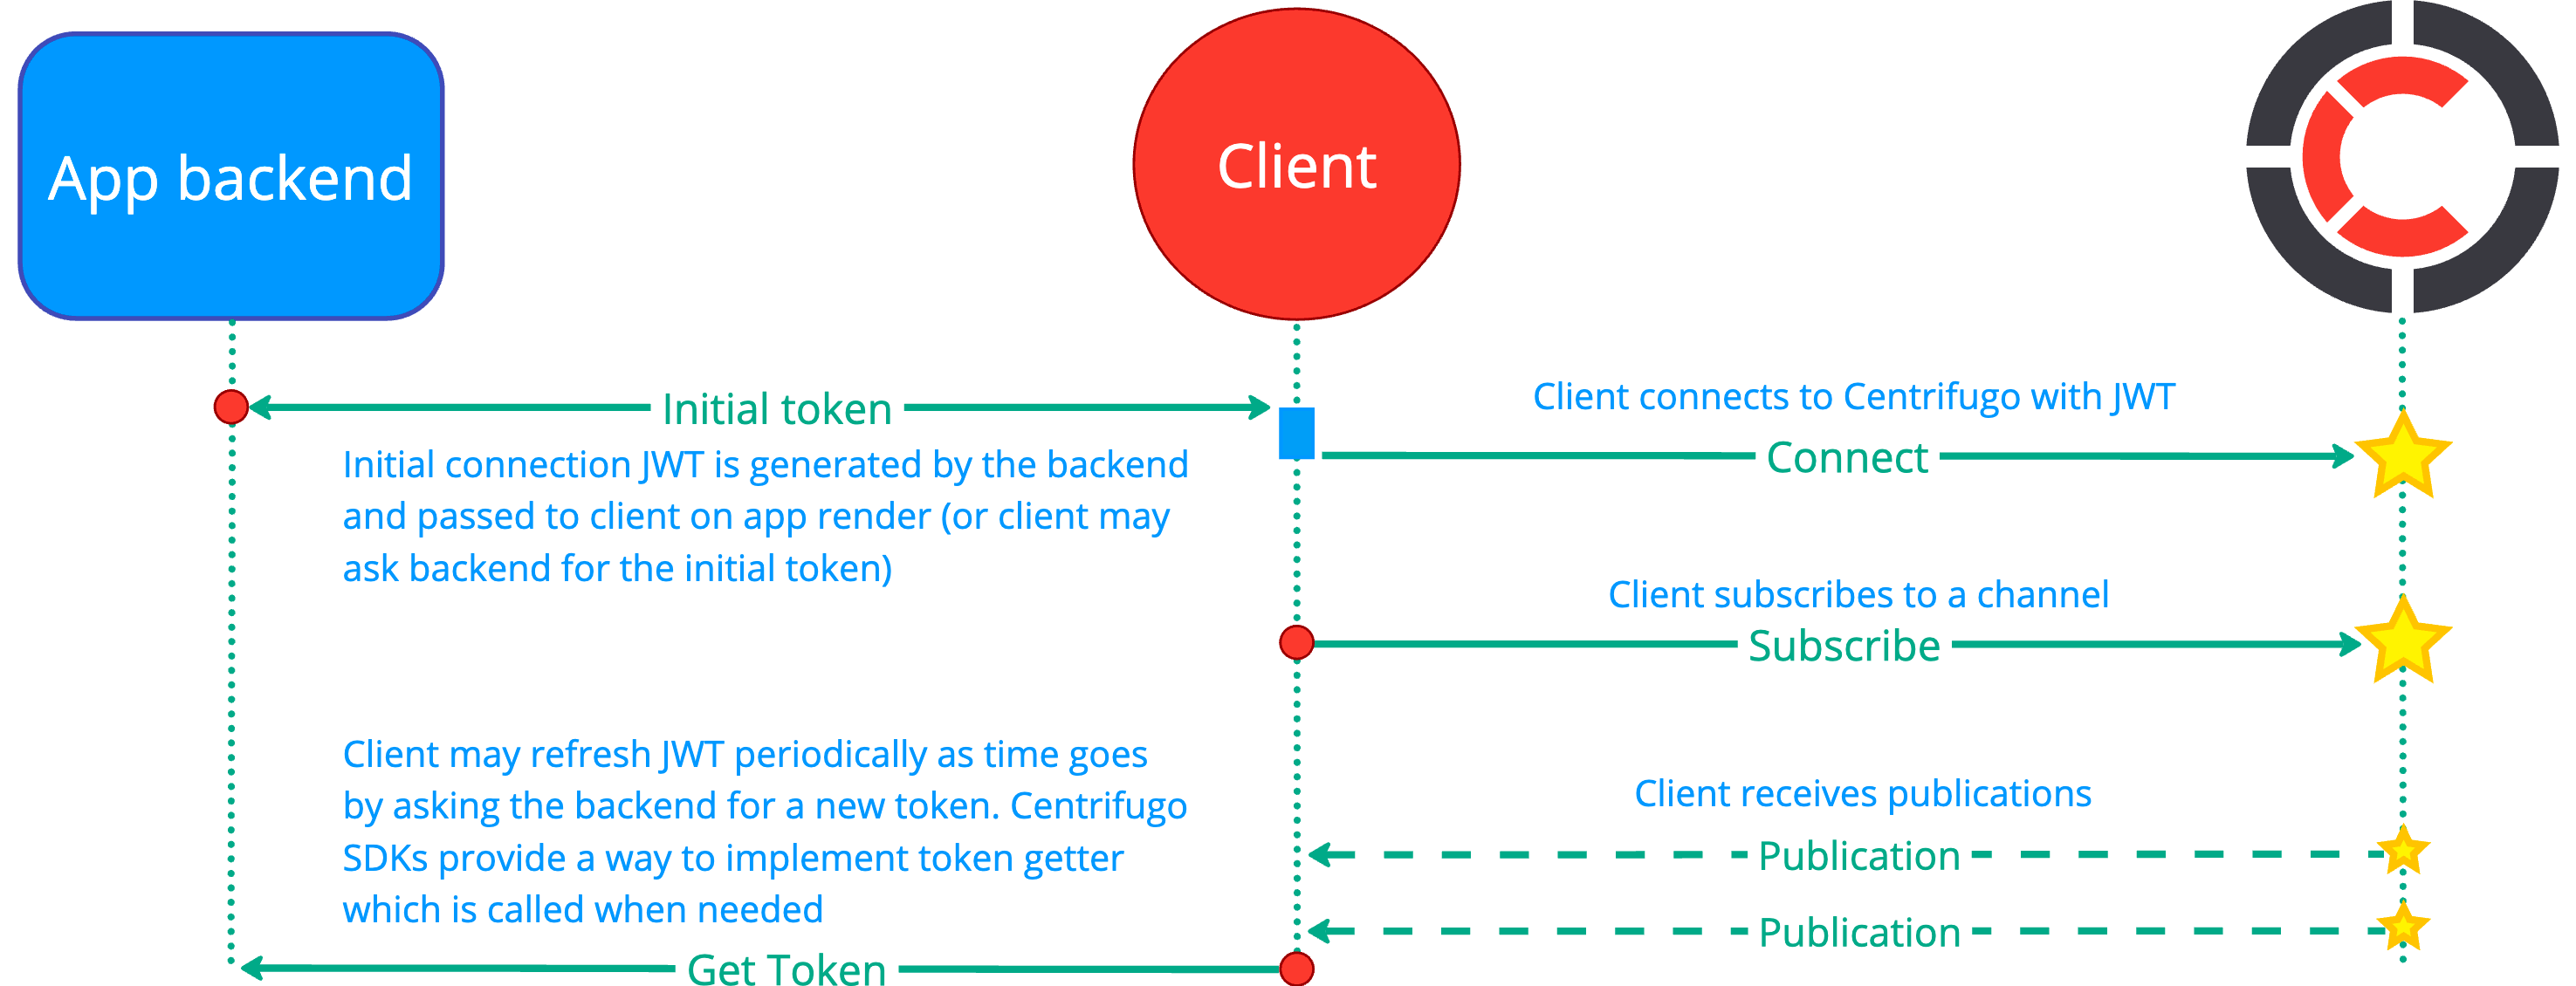 App backend
Client
Initial token
Initial connection JWT is generated by the backend
and passed to client on app render (or client may
ask backend for the initial token)
Client connects to Centrifugo with JWT
Connect
Client subscribes to a channel
Subscribe
Client may refresh JWT periodically as time goes
by asking the backend for a new token. Centrifugo
SDKs provide a way to implement token getter
which is called when needed
Client receives publications
Publication
Publication
Get Token